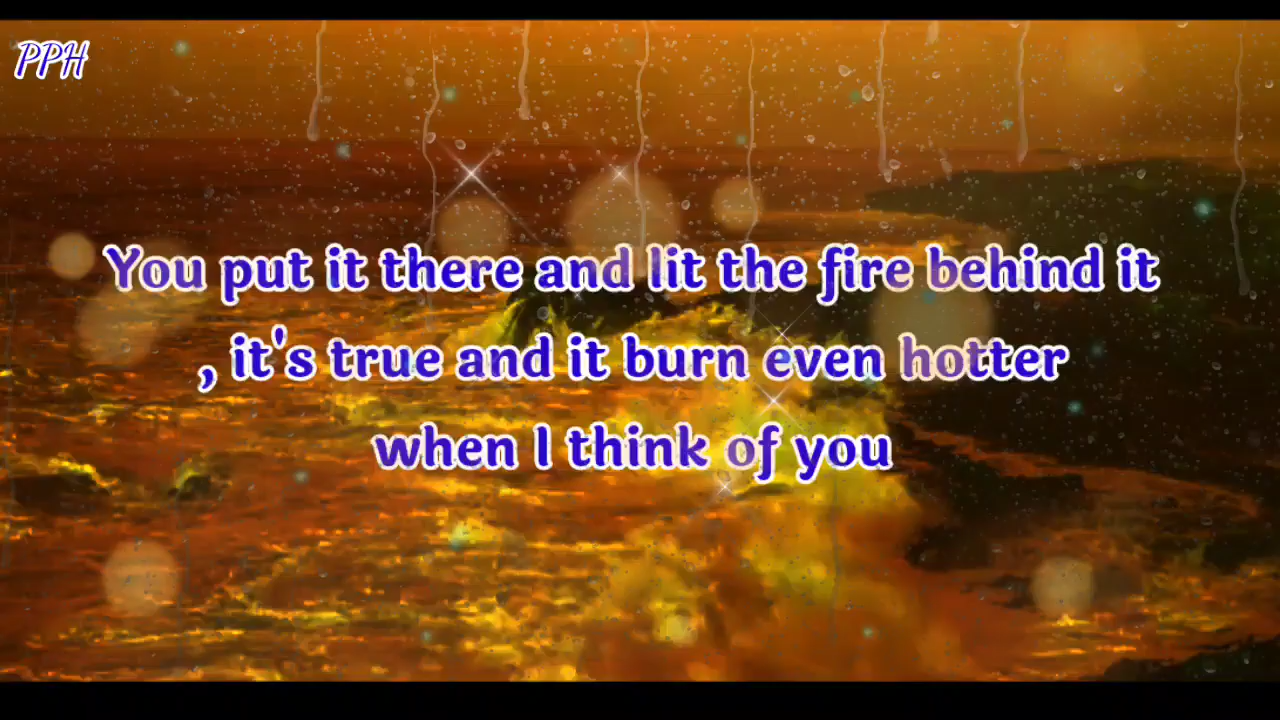 PPH
You put it there and lit the fire behind it
, it's true and it burn even hotter
when I think of you